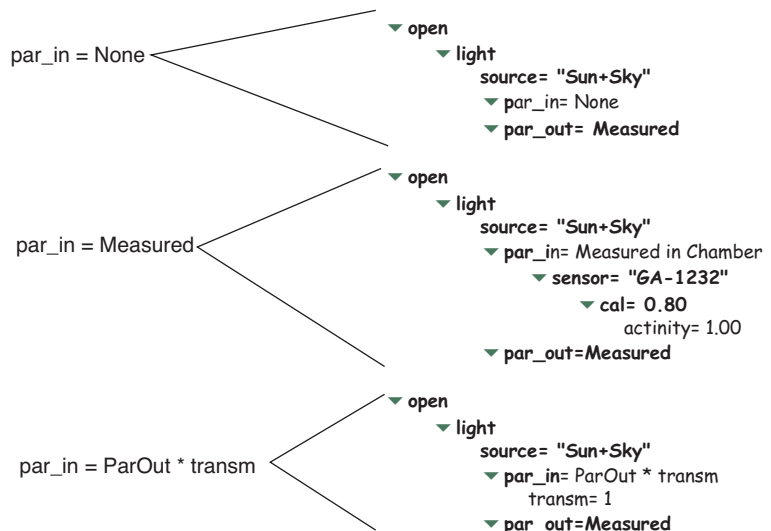 par_in = None
open
light
source= "Sun+Sky"
par_in= None
par_out= Measured
par_in = Measured
open
light
source= "Sun+Sky"
par_in= Measured in Chamber
sensor= "GA-1232"
cal= 0.80
actinity= 1.00
par_out=Measured
par_in = ParOut * transm
open
light
source= "Sun+Sky"
par_in= ParOut * transm
transm= 1
par_out=Measured